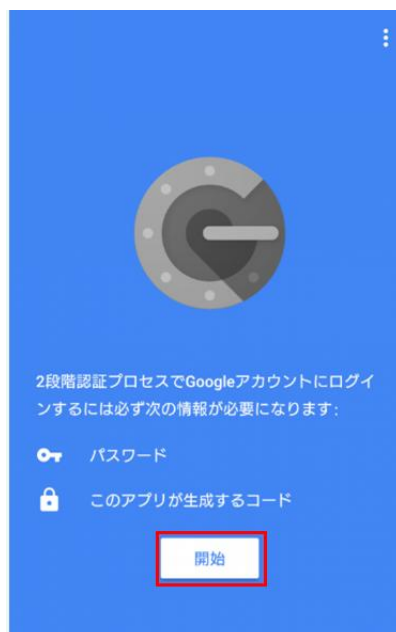 2段階認証プロセスでGoogleアカウントにログイ
ンするには必ず次の情報が必要になります:
パスワード
このアプリが生成するコード
開始